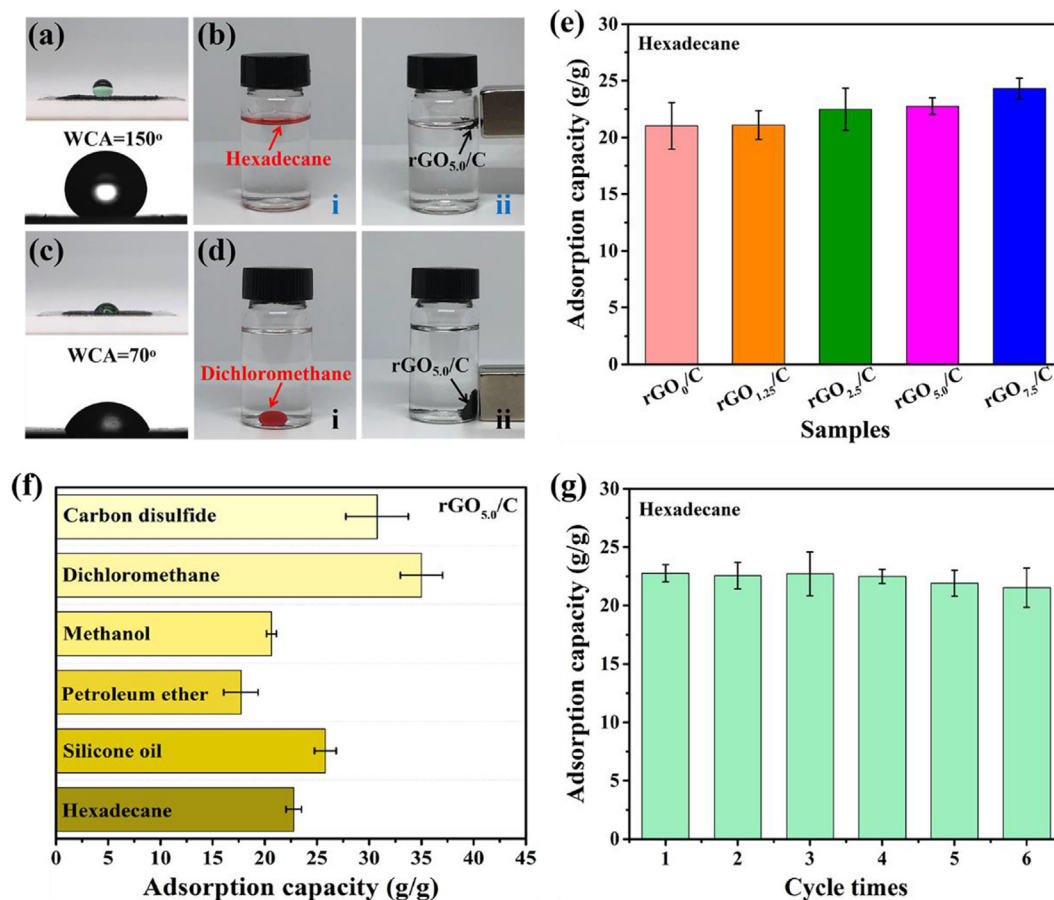 (a)
WCA=150°
(b)
Hexadecane
i
rGO5.0/C
ii
(c)
WCA=70°
(d)
Dichloromethane
i
rGO5.0/C
ii
(e)
Hexadecane
Adsorption capacity (g/g)
30
25
20
15
10
5
0
rGO0/C
rGO1.25/C
rGO2.5/C
rGO5.0/C
rGO7.5/C
Samples
(f)
rGO5.0/C
Carbon disulfide
Dichloromethane
Methanol
Petroleum ether
Silicone oil
Hexadecane
0 5 10 15 20 25 30 35 40 45
Adsorption capacity (g/g)
(g)
Hexadecane
Adsorption capacity (g/g)
30
25
20
15
10
5
0
1 2 3 4 5 6
Cycle times